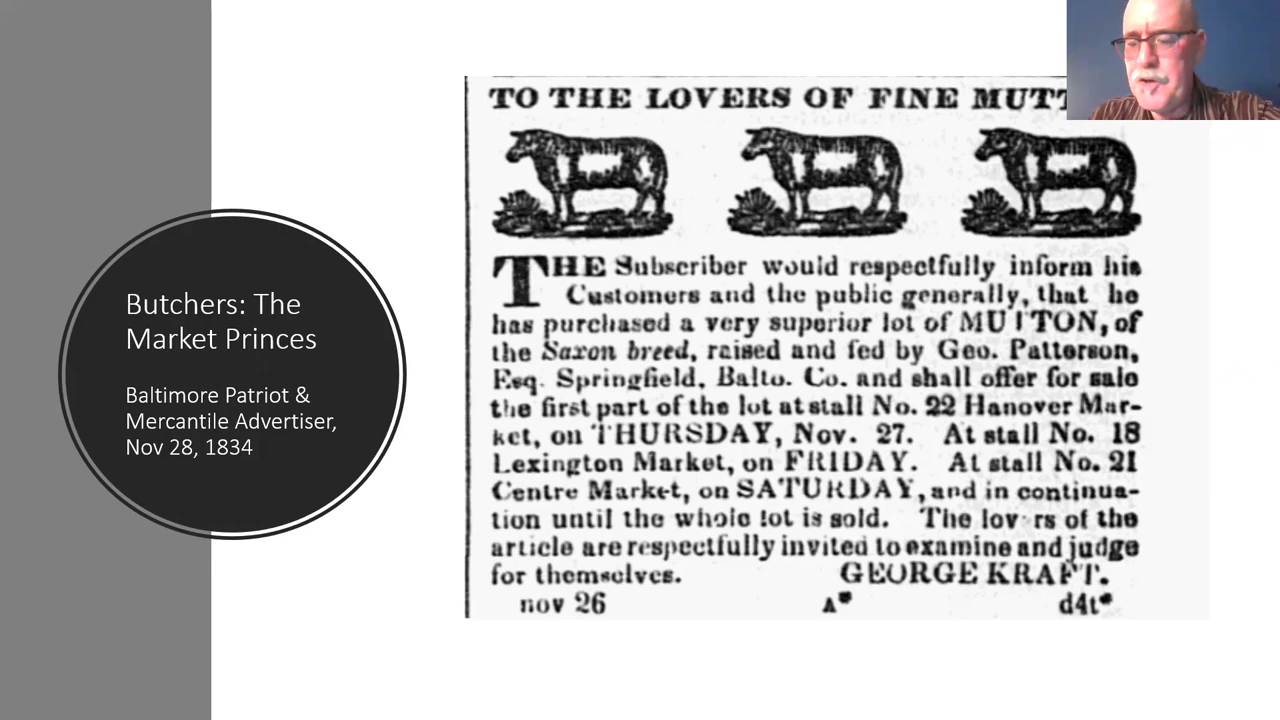 Butchers: The
Market Princes
Baltimore Patriot &
Mercantile Advertiser,
Nov 28, 1834
TO THE LOVERS OF FINE MUTT
THE Subscriber would respectfully inform his
Customers and the public generally, that he
has purchased a very superior lot of MUTTON, of
the Saxon breed, raised and fed by Geo. Patterson,
Esq. Springfield, Balto. Co. and shall offer for sale
the first part of the lot at stall No. 22 Hanover Mar-
ket, on THURSDAY, Nov. 27. At stall No. 18
Lexington Market, on FRIDAY. At stall No. 21
Centre Market, on SATURDAY, and in continua-
tion until the whole lot is sold. The lovers of the
article are respectfully invited to examine and judge
for themselves. GEORGE KRAFT.
nov 26 A* d4t*